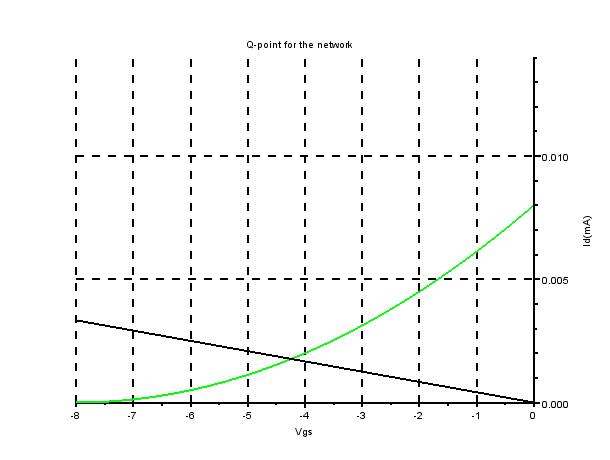 Q-point for the network
0.010
Id(mA)
0.005
0.000
-8 -7 -6 -5 -4 -3 -2 -1 0
Vgs